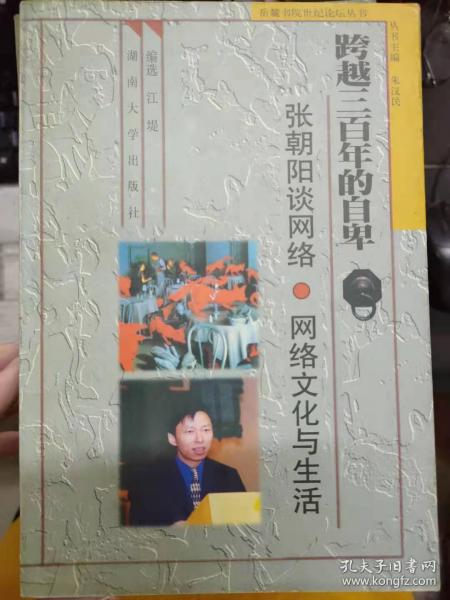 岳麓书院世纪论坛丛书
丛书主编 朱汉民
跨越三百年的自卑
张朝阳谈网络·网络文化与生活
编选 江堤
湖南大学出版社
孔夫子旧书网
www.kongfz.com